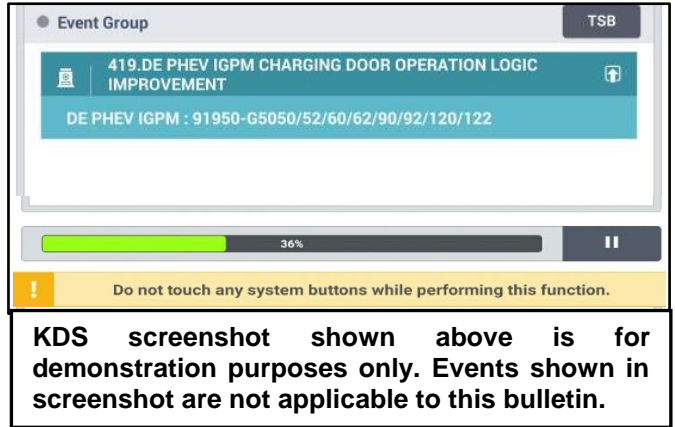 Event Group
TSB
419.DE PHEV IGPM CHARGING DOOR OPERATION LOGIC
IMPROVEMENT
DE PHEV IGPM : 91950-G5050/52/60/62/90/92/120/122
36%
! Do not touch any system buttons while performing this function.
KDS screenshot shown above is for
demonstration purposes only. Events shown in
screenshot are not applicable to this bulletin.